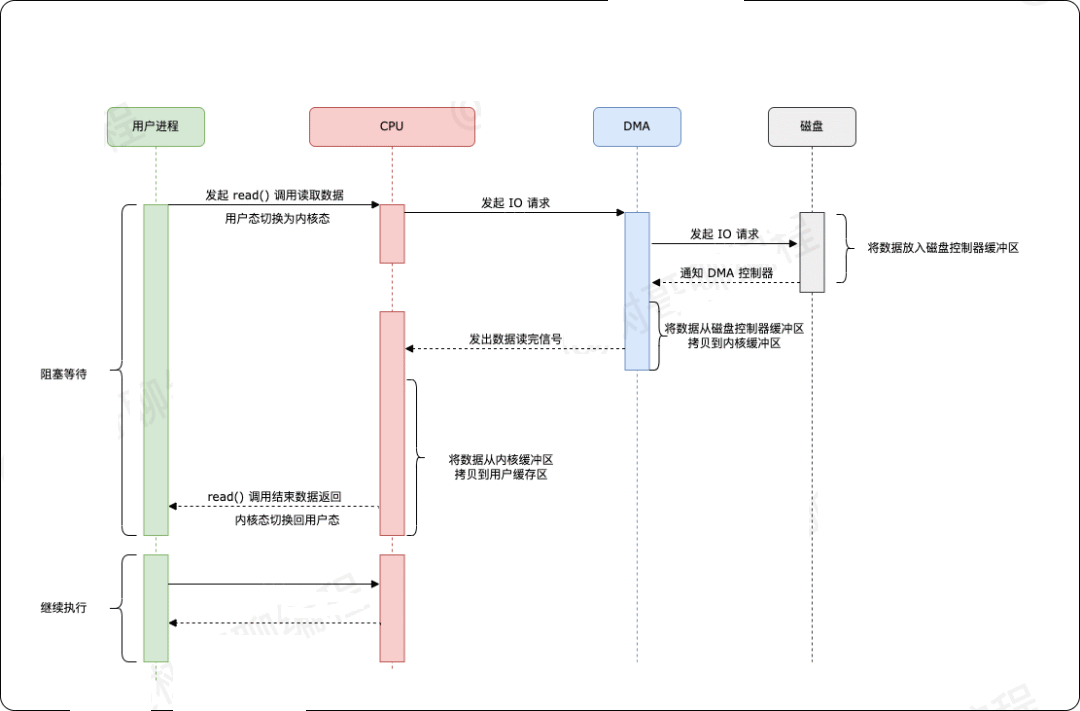 用户进程
CPU
DMA
磁盘
发起 read() 调用读取数据
用户态切换为内核态
发起 IO 请求
发起 IO 请求
将数据放入磁盘控制器缓冲区
通知 DMA 控制器
将数据从磁盘控制器缓冲区
拷贝到内核缓冲区
发出数据读完信号
阻塞等待
将数据从内核缓冲区
拷贝到用户缓存区
read() 调用结束数据返回
内核态切换回用户态
继续执行